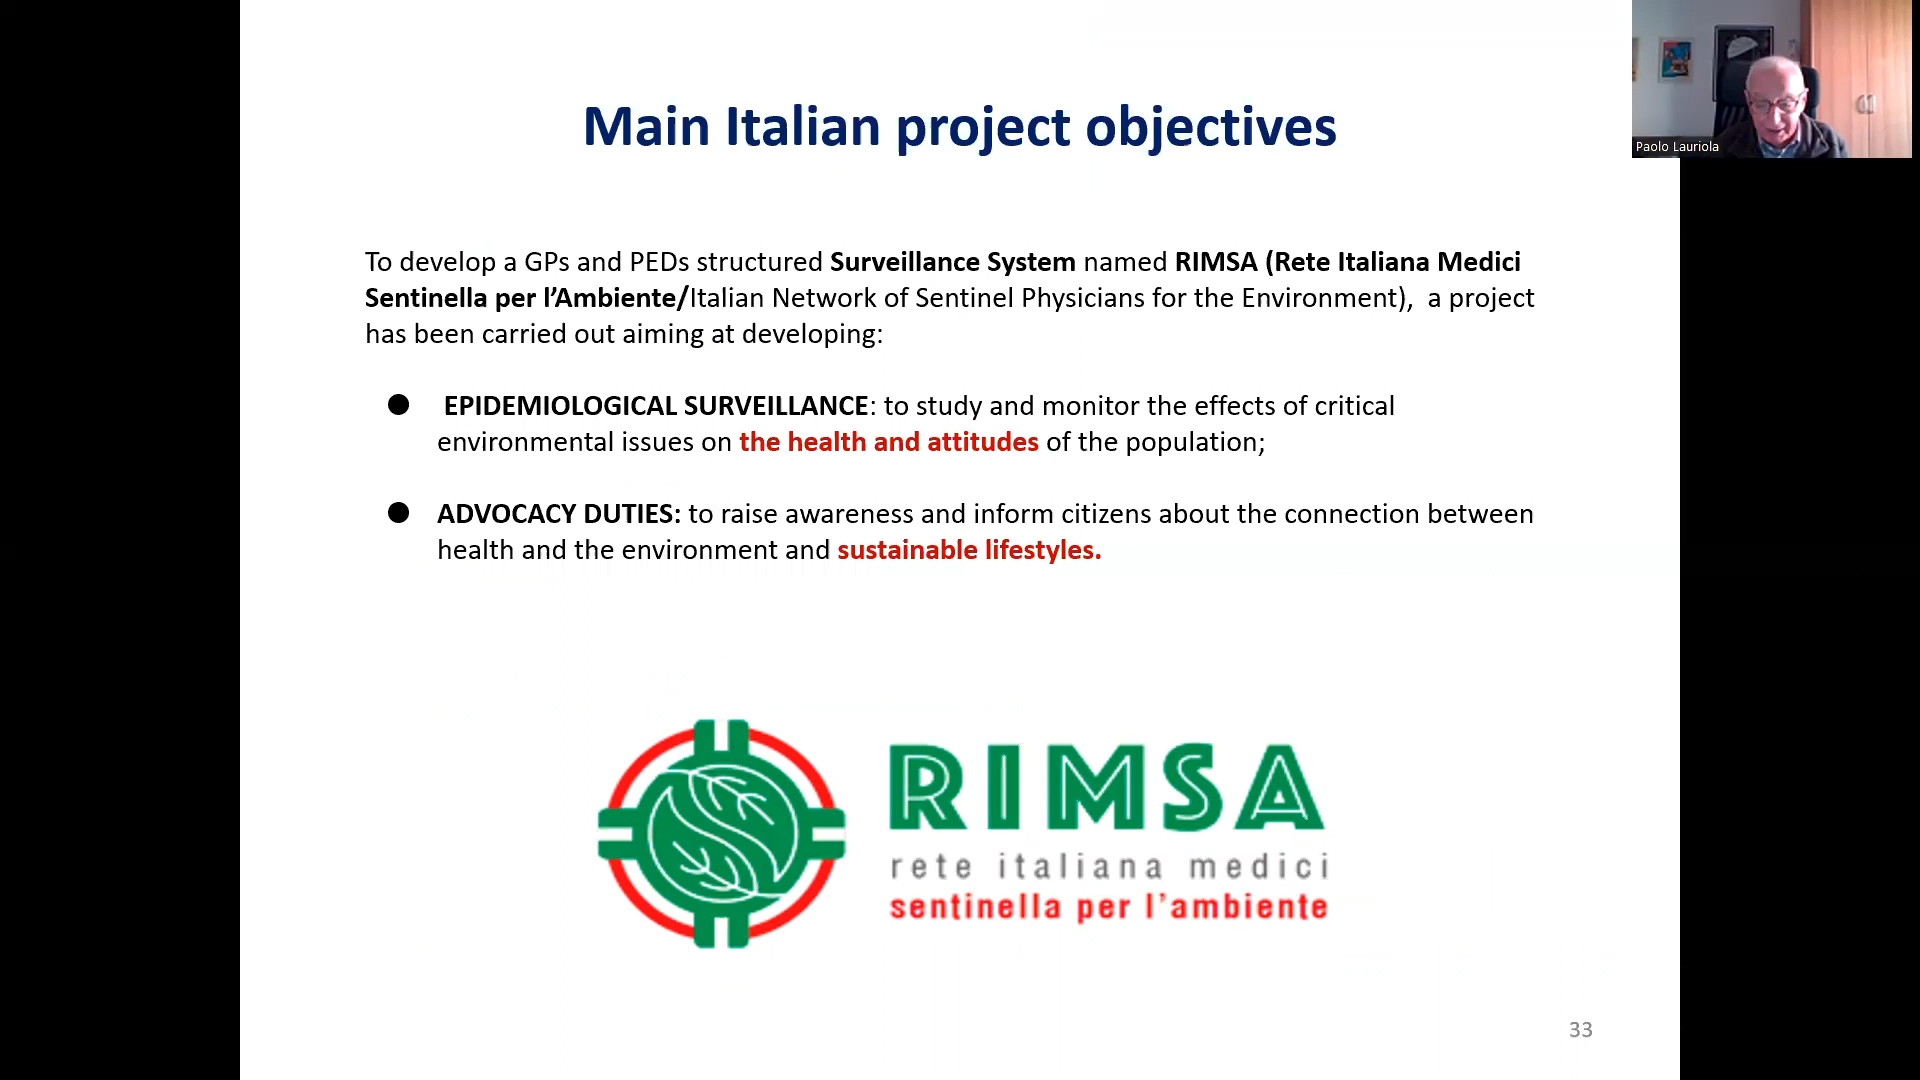 Main Italian project objectives
Paolo Lauriola
To develop a GPs and PEDs structured Surveillance System named RIMSA (Rete Italiana Medici
Sentinella per l’Ambiente/Italian Network of Sentinel Physicians for the Environment), a project
has been carried out aiming at developing:
● EPIDEMIOLOGICAL SURVEILLANCE: to study and monitor the effects of critical
environmental issues on the health and attitudes of the population;
● ADVOCACY DUTIES: to raise awareness and inform citizens about the connection between
health and the environment and sustainable lifestyles.
RIMSA
rete italiana medici
sentinella per l’ambiente
33